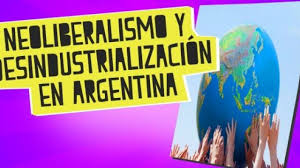 NEOLIBERALISMO Y
DESINDUSTRIALIZACIÓN
EN ARGENTINA